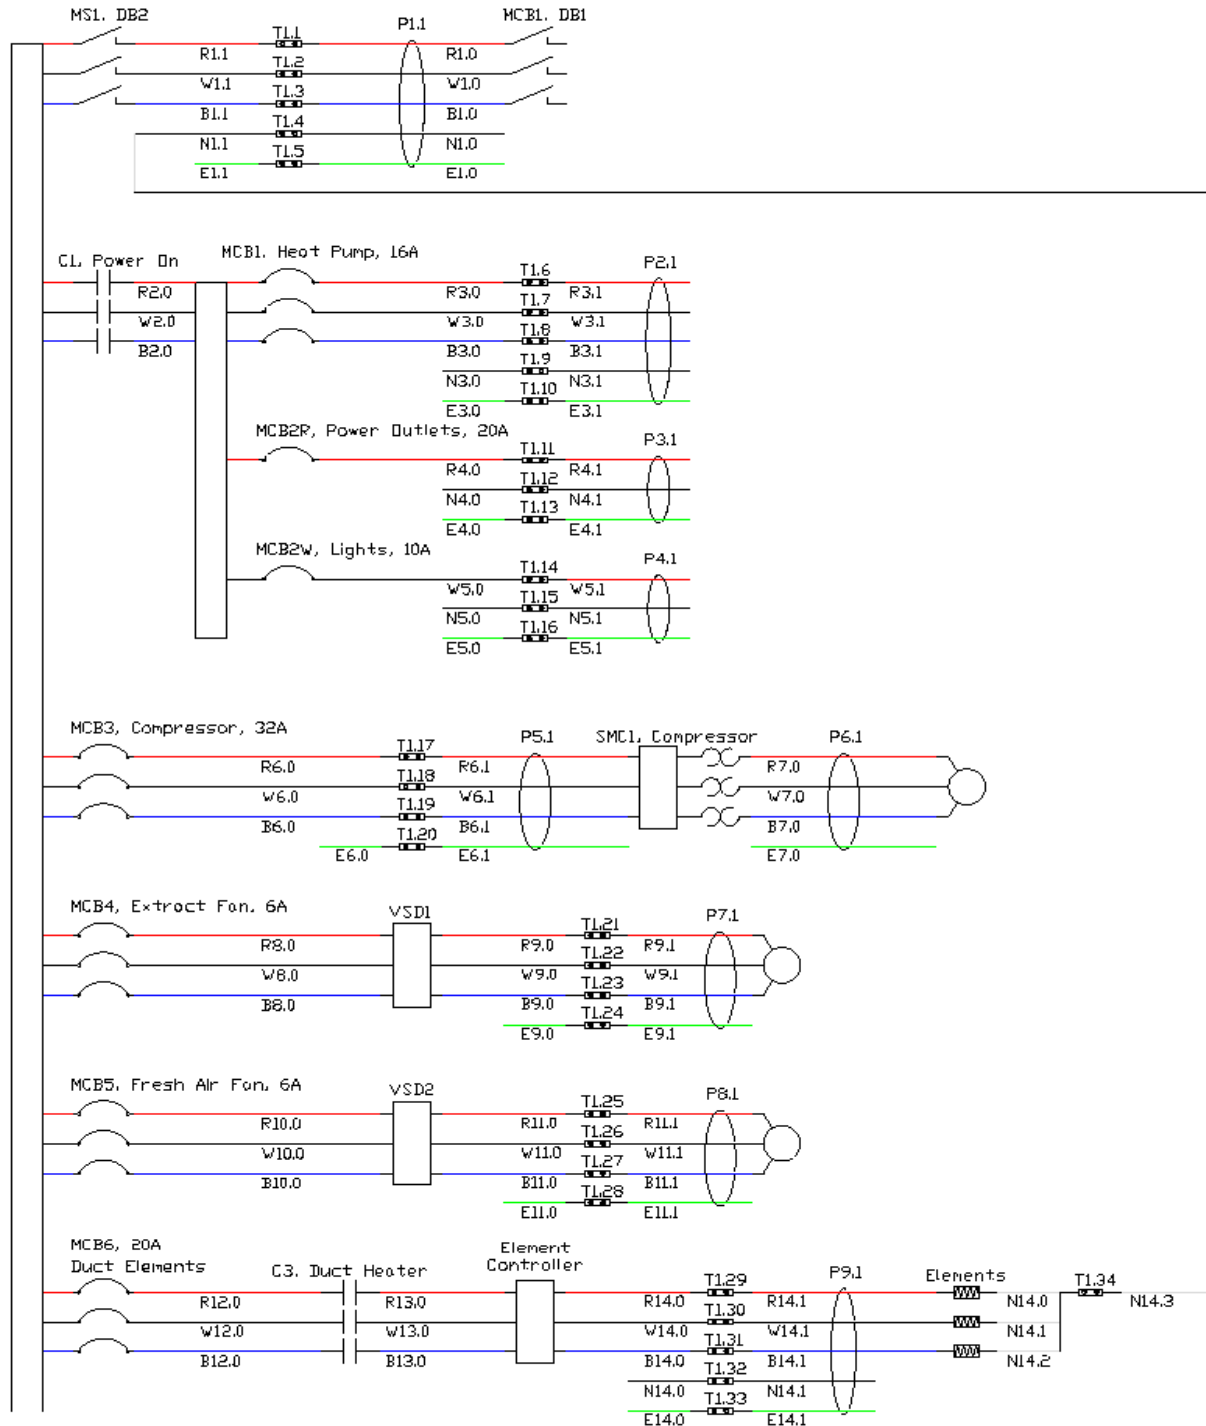 MS1. DB2 P1.1 MCB1. DB1
T1.1
R1.1 R1.0
T1.2
W1.1 W1.0
T1.3
B1.1 B1.0
T1.4
N1.1 N1.0
T1.5
E1.1 E1.0
C1, Power On MCB1. Heat Pump, 16A P2.1
T1.6
R2.0 R3.0 R3.1
T1.7
W2.0 W3.0 W3.1
T1.8
B2.0 B3.0 B3.1
T1.9
N3.0 N3.1
T1.10
E3.0 E3.1
MCB2R, Power Outlets, 20A P3.1
T1.11
R4.0 R4.1
T1.12
N4.0 N4.1
T1.13
E4.0 E4.1
MCB2W, Lights, 10A P4.1
T1.14
W5.0 W5.1
T1.15
N5.0 N5.1
T1.16
E5.0 E5.1
MCB3, Compressor, 32A P5.1 SMC1, Compressor P6.1
T1.17
R6.0 R6.1 R7.0
T1.18
W6.0 W6.1 W7.0
T1.19
B6.0 B6.1 B7.0
T1.20
E6.0 E6.1 E7.0
MCB4, Extract Fan, 6A VSD1 P7.1
T1.21
R8.0 R9.0 R9.1
T1.22
W8.0 W9.0 W9.1
T1.23
B8.0 B9.0 B9.1
T1.24
E9.0 E9.1
MCB5, Fresh Air Fan, 6A VSD2 P8.1
T1.25
R10.0 R11.0 R11.1
T1.26
W10.0 W11.0 W11.1
T1.27
B10.0 B11.0 B11.1
T1.28
E11.0 E11.1
MCB6, 20A
Duct Elements C3. Duct Heater Element
Controller P9.1 Elements
T1.29 T1.34
R12.0 R13.0 R14.0 R14.1 N14.0 N14.3
T1.30
W12.0 W13.0 W14.0 W14.1 N14.1
T1.31
B12.0 B13.0 B14.0 B14.1 N14.2
T1.32
N14.0 N14.1
T1.33
E14.0 E14.1